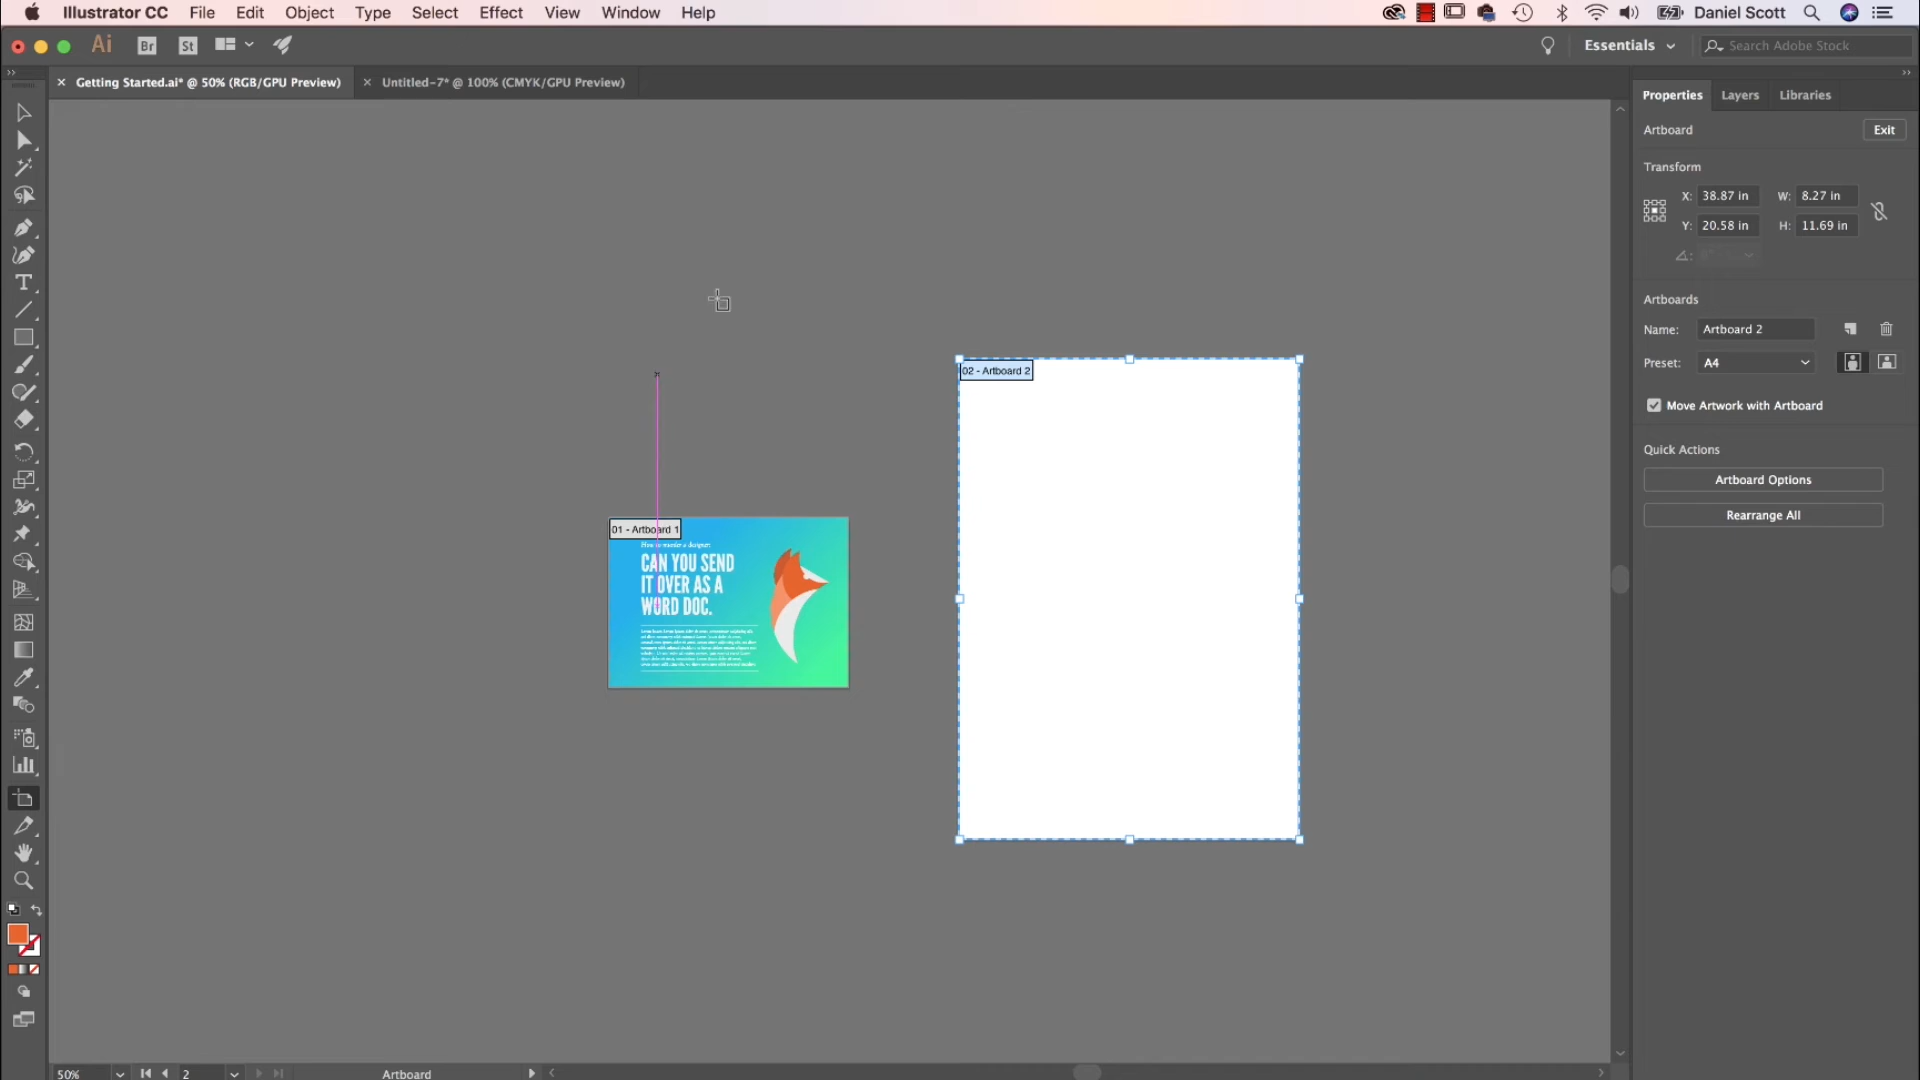 Illustrator CC File Edit Object Type Select Effect View Window Help Daniel Scott
Ai Br St Essentials Search Adobe Stock
Getting Started.ai* @ 50% (RGB/GPU Preview) Untitled-7* @ 100% (CMYK/GPU Preview)
Properties Layers Libraries
Artboard Exit
Transform
X: 38.87 in W: 8.27 in
Y: 20.58 in H: 11.69 in
Artboards
Name: Artboard 2
Preset: A4
Move Artwork with Artboard
Quick Actions
Artboard Options
Rearrange All
02 - Artboard 2
01 - Artboard 1
CAN YOU SEND
IT OVER AS A
WORD DOC.
50% 2 Artboard